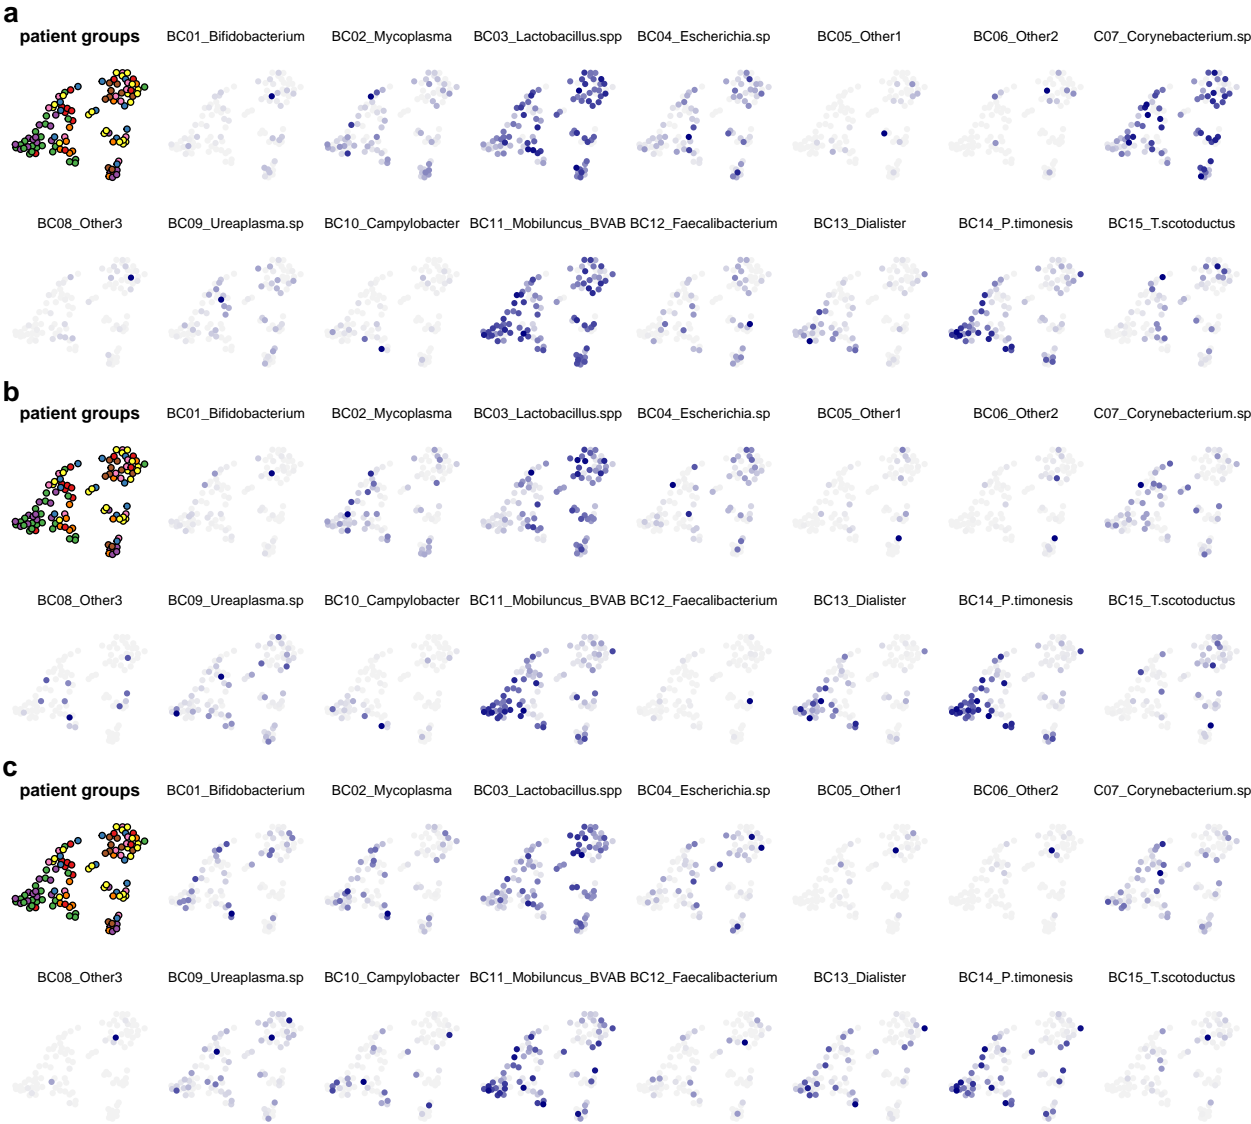 a
patient groups BC01_Bifidobacterium BC02_Mycoplasma BC03_Lactobacillus.spp BC04_Escherichia.sp BC05_Other1 BC06_Other2 C07_Corynebacterium.sp
BC08_Other3 BC09_Ureaplasma.sp BC10_Campylobacter BC11_Mobiluncus_BVAB BC12_Faecalibacterium BC13_Dialister BC14_P.timonesis BC15_T.scotoductus
b
patient groups BC01_Bifidobacterium BC02_Mycoplasma BC03_Lactobacillus.spp BC04_Escherichia.sp BC05_Other1 BC06_Other2 C07_Corynebacterium.sp
BC08_Other3 BC09_Ureaplasma.sp BC10_Campylobacter BC11_Mobiluncus_BVAB BC12_Faecalibacterium BC13_Dialister BC14_P.timonesis BC15_T.scotoductus
c
patient groups BC01_Bifidobacterium BC02_Mycoplasma BC03_Lactobacillus.spp BC04_Escherichia.sp BC05_Other1 BC06_Other2 C07_Corynebacterium.sp
BC08_Other3 BC09_Ureaplasma.sp BC10_Campylobacter BC11_Mobiluncus_BVAB BC12_Faecalibacterium BC13_Dialister BC14_P.timonesis BC15_T.scotoductus